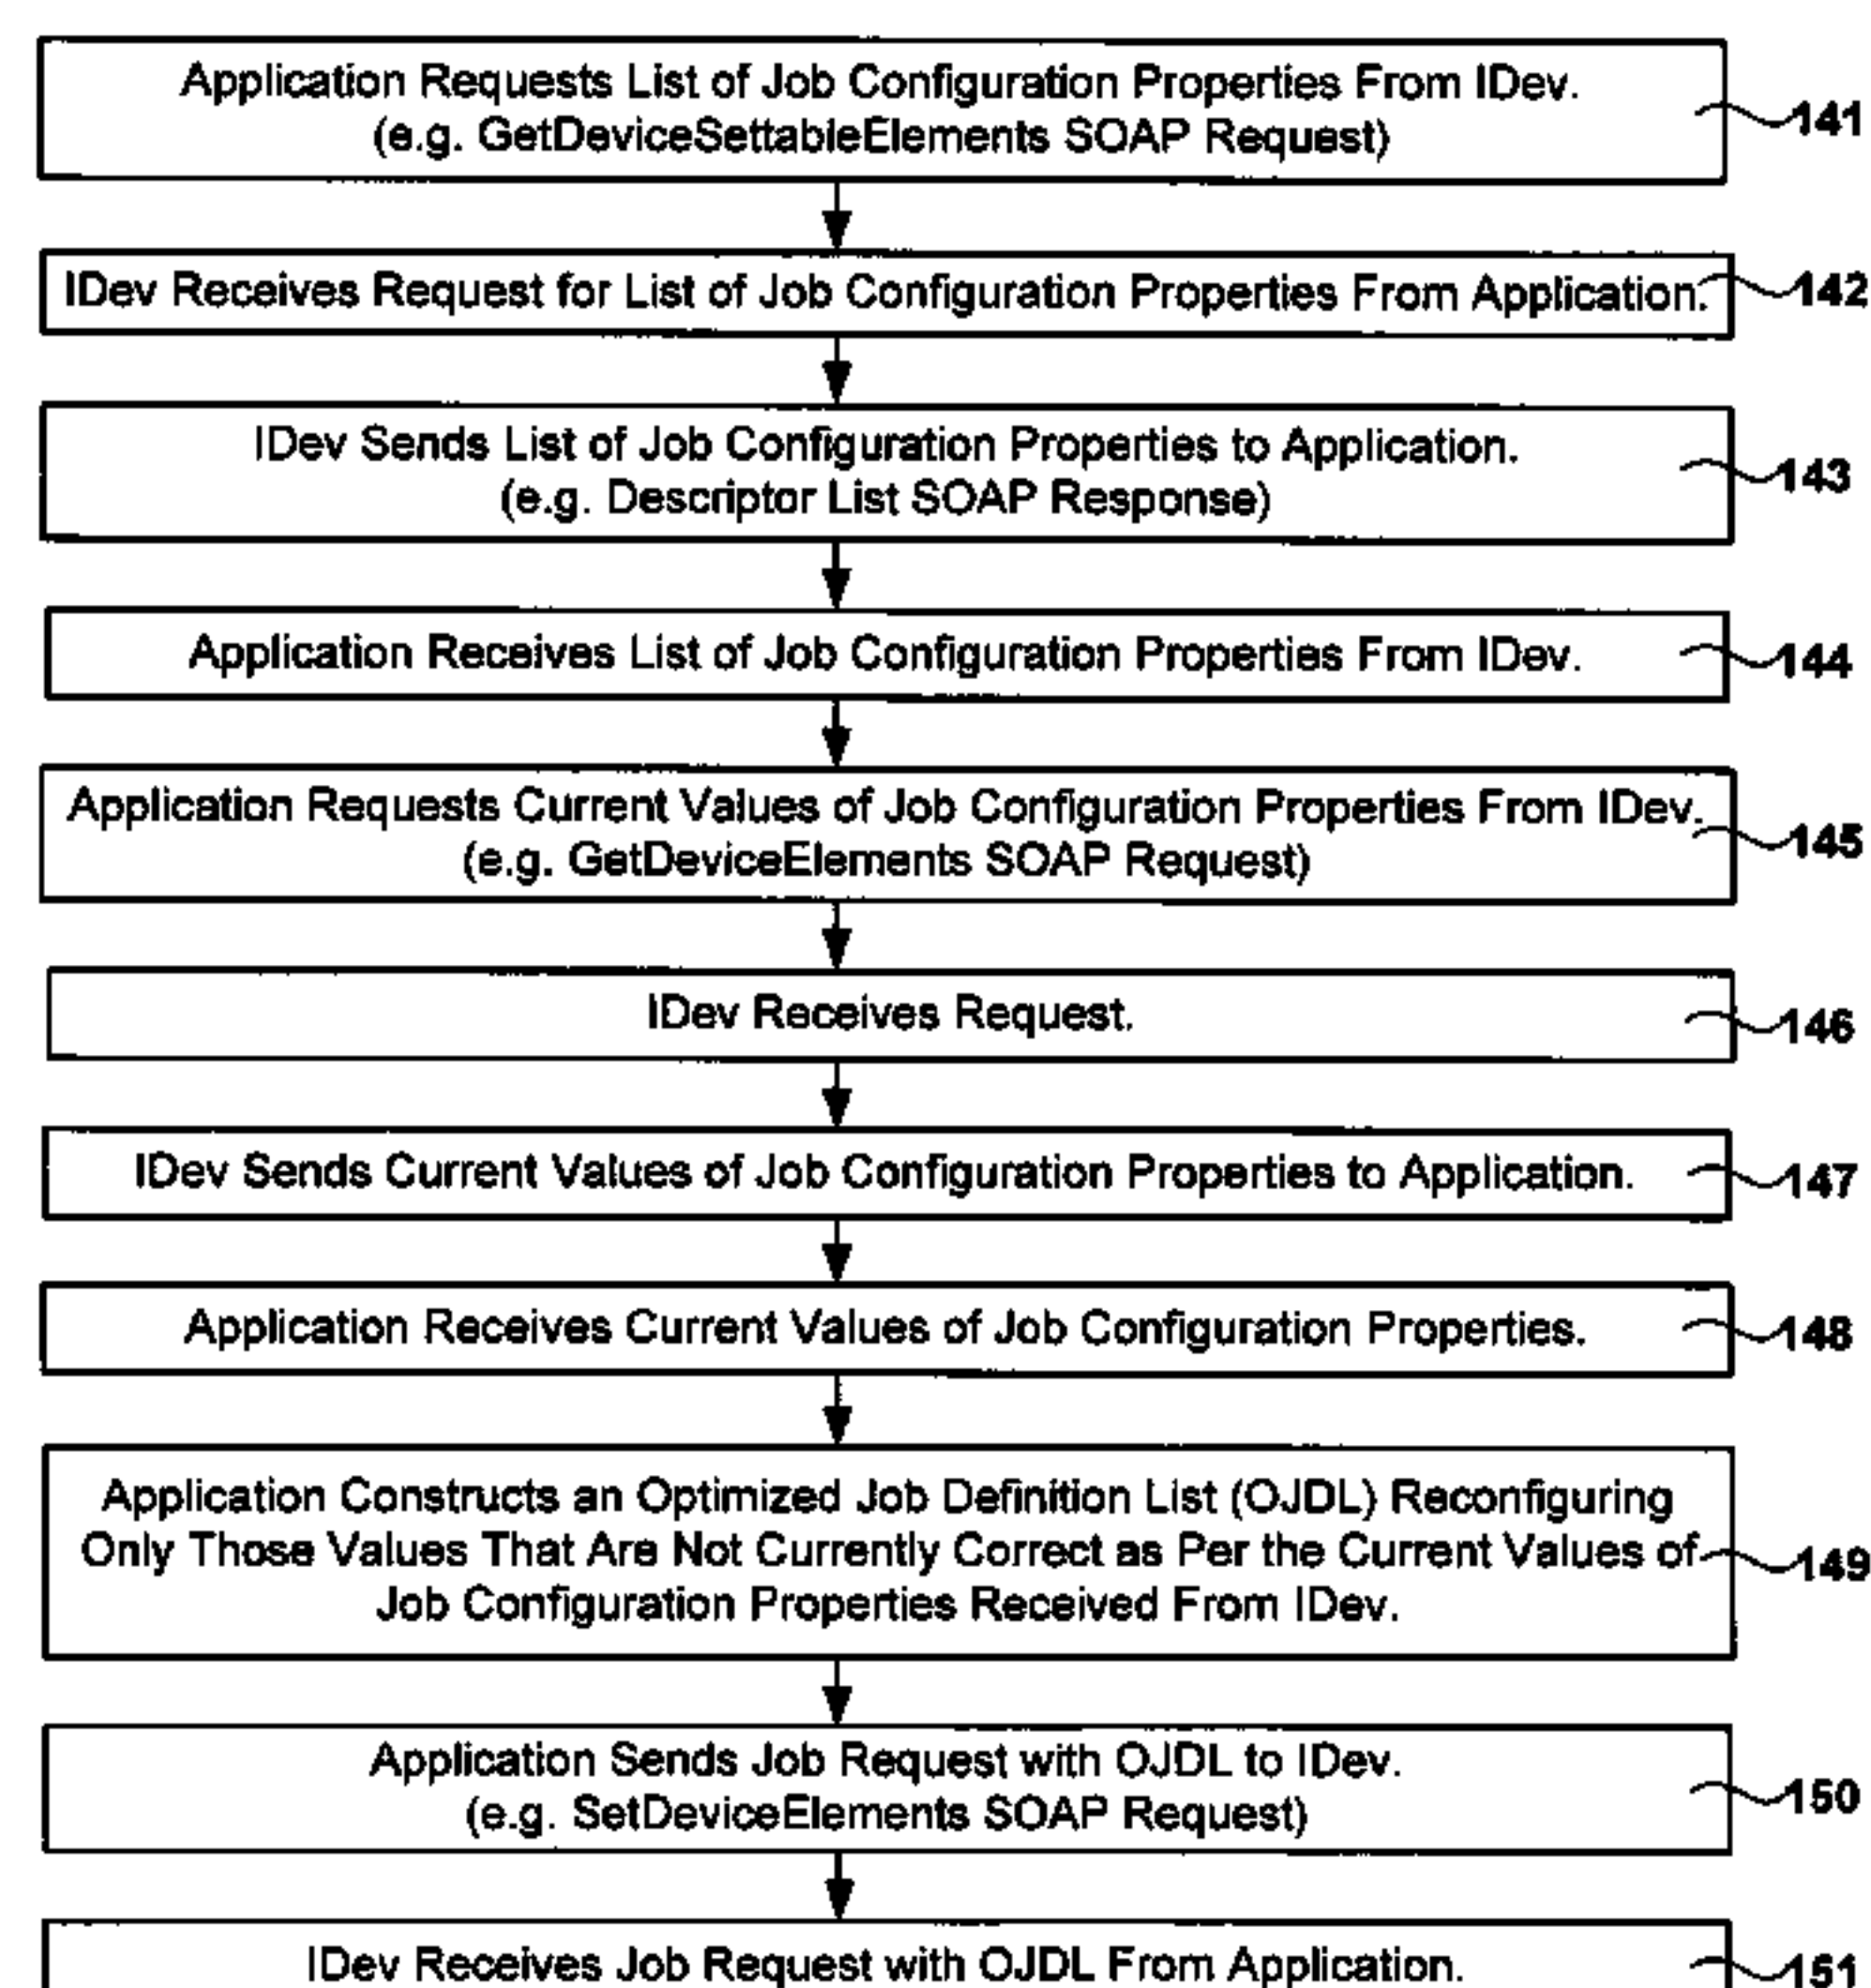 Application Requests List of Job Configuration Properties From IDev.
(e.g. GetDeviceSettableElements SOAP Request)
141
IDev Receives Request for List of Job Configuration Properties From Application.
142
IDev Sends List of Job Configuration Properties to Application.
(e.g. Descriptor List SOAP Response)
143
Application Receives List of Job Configuration Properties From IDev.
144
Application Requests Current Values of Job Configuration Properties From IDev.
(e.g. GetDeviceElements SOAP Request)
145
IDev Receives Request.
146
IDev Sends Current Values of Job Configuration Properties to Application.
147
Application Receives Current Values of Job Configuration Properties.
148
Application Constructs an Optimized Job Definition List (OJDL) Reconfiguring
Only Those Values That Are Not Currently Correct as Per the Current Values of
Job Configuration Properties Received From IDev.
149
Application Sends Job Request with OJDL to IDev.
(e.g. SetDeviceElements SOAP Request)
150
IDev Receives Job Request with OJDL From Application.
151